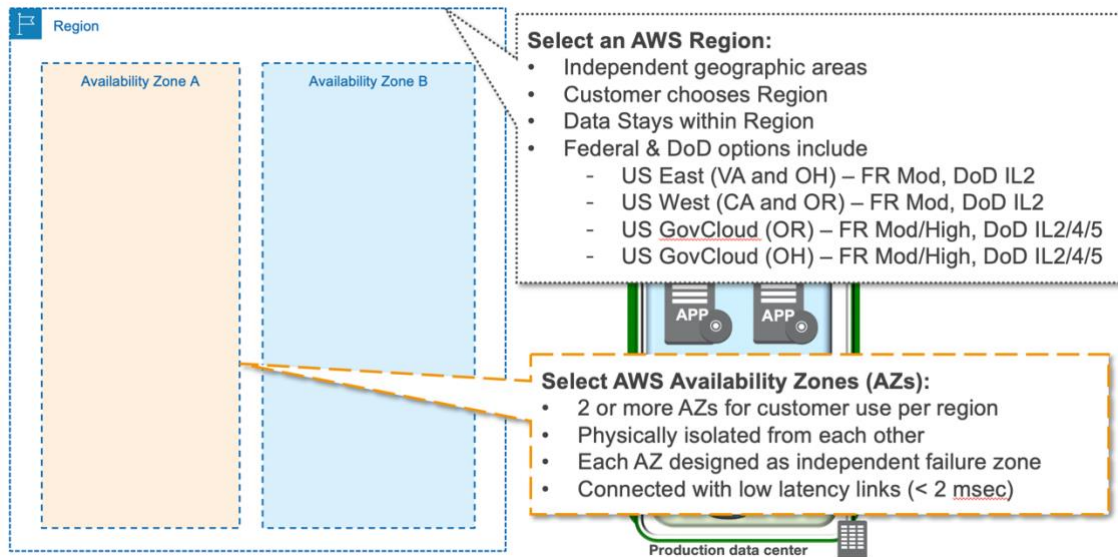 Region
Availability Zone A
Availability Zone B
Select an AWS Region:
• Independent geographic areas
• Customer chooses Region
• Data Stays within Region
• Federal & DoD options include
- US East (VA and OH) – FR Mod, DoD IL2
- US West (CA and OR) – FR Mod, DoD IL2
- US GovCloud (OR) – FR Mod/High, DoD IL2/4/5
- US GovCloud (OH) – FR Mod/High, DoD IL2/4/5
APP
APP
Select AWS Availability Zones (AZs):
• 2 or more AZs for customer use per region
• Physically isolated from each other
• Each AZ designed as independent failure zone
• Connected with low latency links (< 2 msec)
Production data center